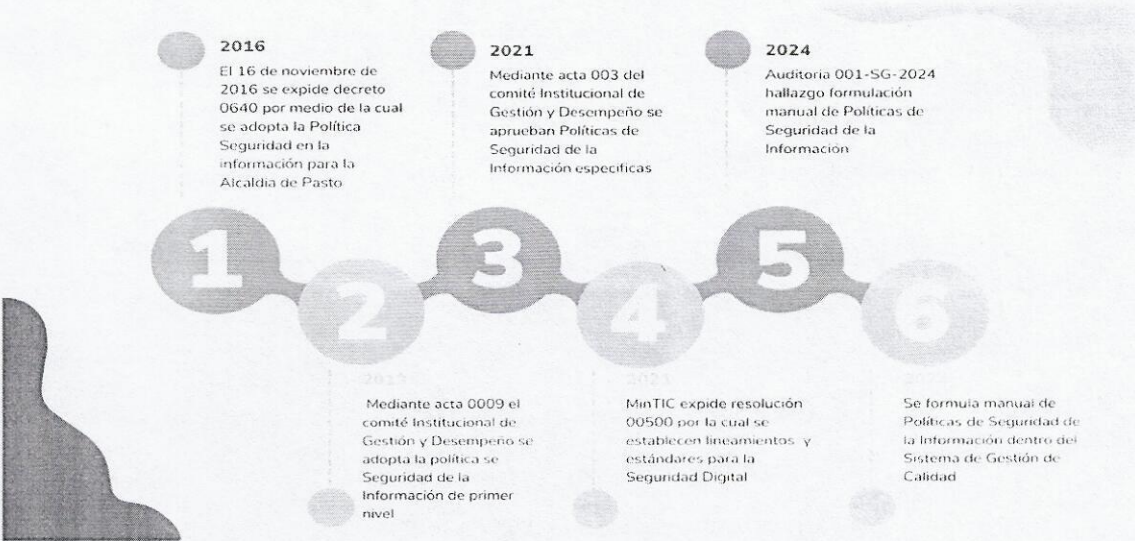 2016
El 16 de noviembre de
2016 se expide decreto
0640 por medio de la cual
se adopta la Política
Seguridad en la
información para la
Alcaldia de Pasto
2021
Mediante acta 003 del
comité Institucional de
Gestión y Desempeño se
aprueban Políticas de
Seguridad de la
Información especificas
2024
Auditoria 001-SG-2024
hallazgo formulación
manual de Políticas de
Seguridad de la
Información
1
2
3
4
5
6
Mediante acta 0009 el
comité Institucional de
Gestión y Desempeño se
adopta la política se
Seguridad de la
Información de primer
nivel
2021
MinTIC expide resolución
00500 por la cual se
establecen lineamientos y
estándares para la
Seguridad Digital
Se formula manual de
Políticas de Seguridad de
la Información dentro del
Sistema de Gestión de
Calidad